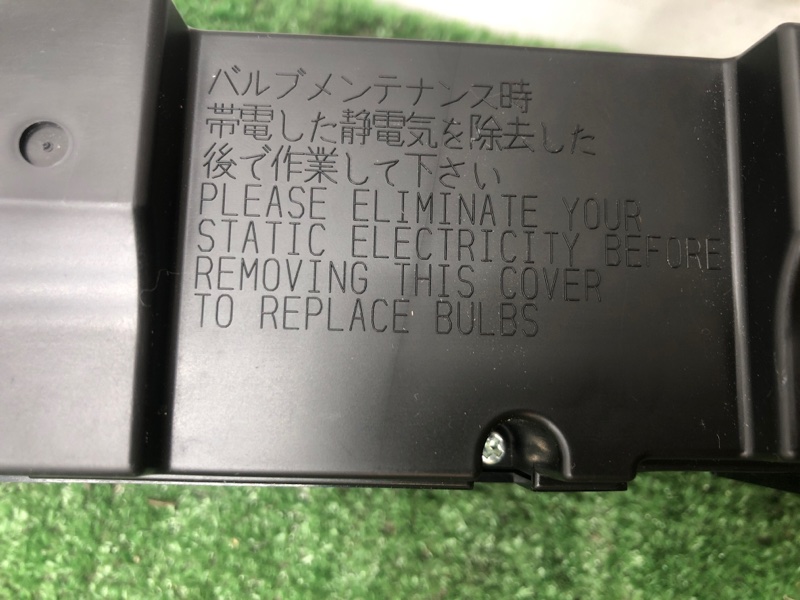 バルブメンテナンス時
帯電した静電気を除去した
後で作業して下さい
PLEASE ELIMINATE YOUR
STATIC ELECTRICITY BEFORE
REMOVING THIS COVER
TO REPLACE BULBS